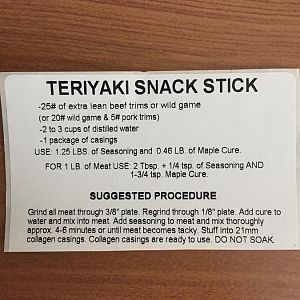 TERIYAKI SNACK STICK
-25# of extra lean beef trims or wild game
(or 20# wild game & 5# pork trims)
-2 to 3 cups of distilled water
-1 package of casings
USE: 1.25 LBS. of Seasoning and 0.46 LB. of Maple Cure.
FOR 1 LB. of Meat USE: 2 Tbsp. + 1/4 tsp. of Seasoning AND
1-3/4 tsp. Maple Cure.
SUGGESTED PROCEDURE
Grind all meat through 3/8" plate. Regrind through 1/8" plate. Add cure to
water and mix into meat. Add seasoning to meat and mix thoroughly
approx. 4-6 minutes or until meat becomes tacky. Stuff into 21mm
collagen casings. Collagen casings are ready to use. DO NOT SOAK.